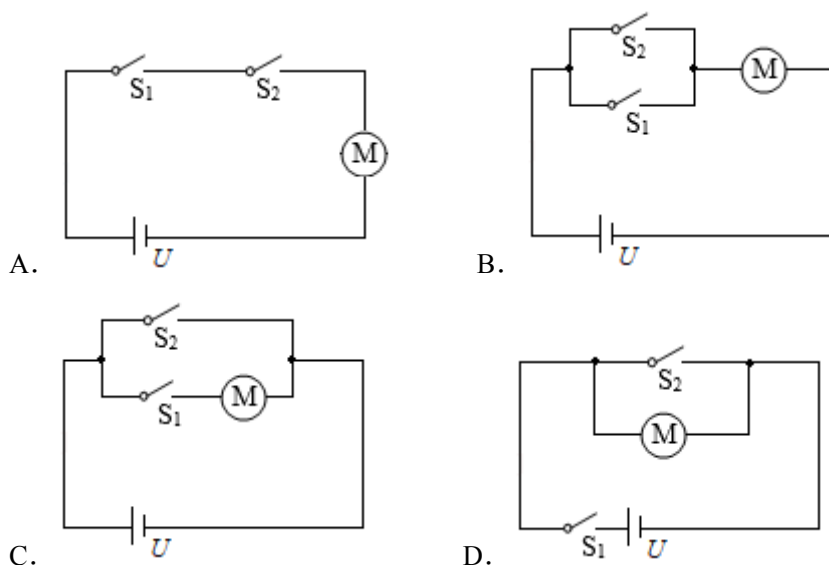 S₁ S₂ M U
A．
S₂ S₁ M U
B．
S₂ S₁ M U
C．
S₂ M S₁ U
D．